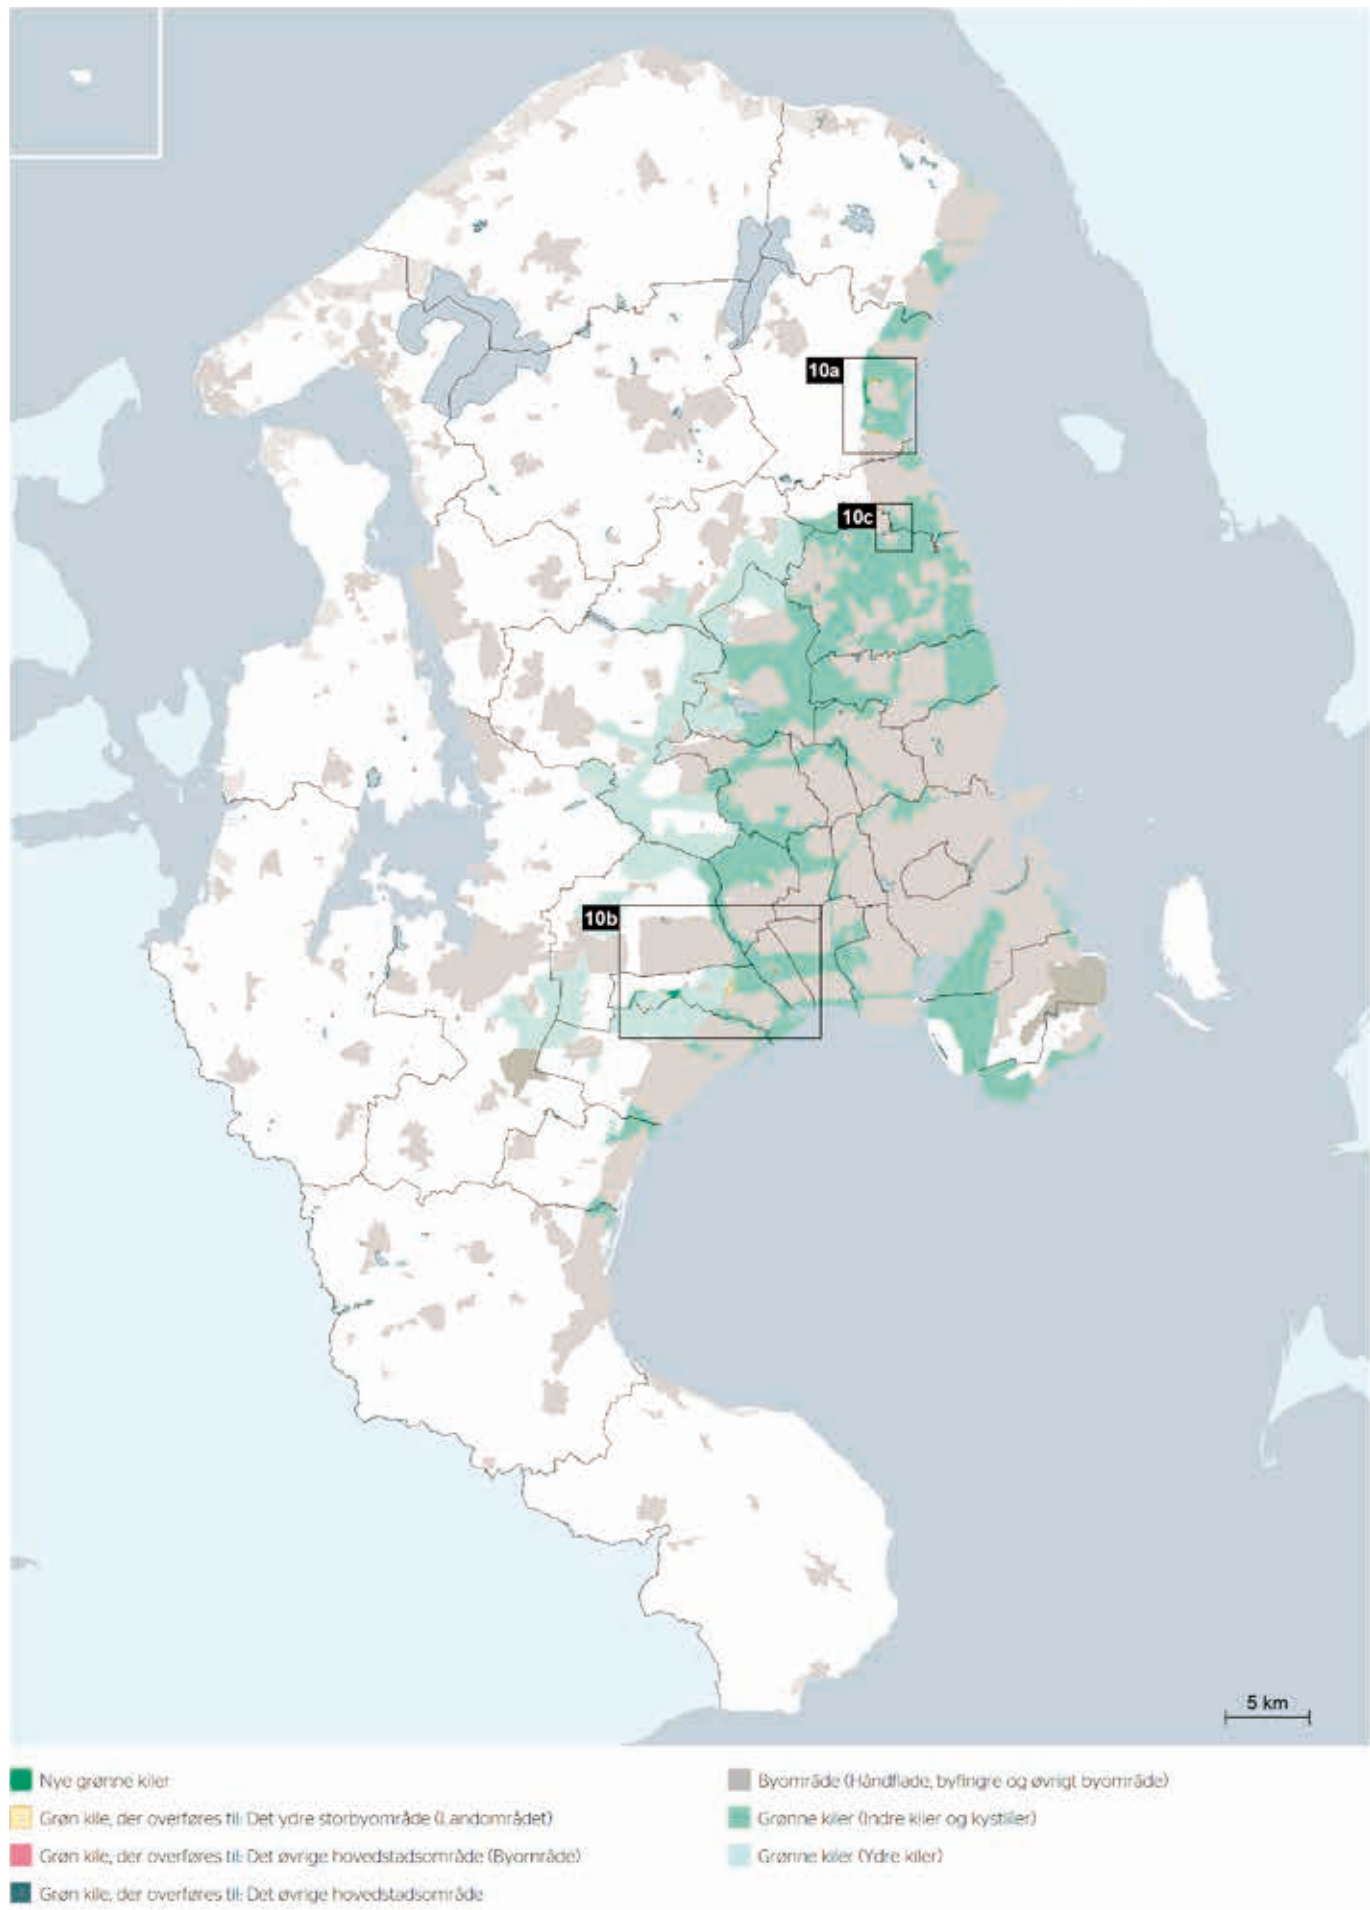 10a
10c
10b
5 km
Nye grønne kiler
Grøn kile, der overføres til: Det ydre storbyområde (Landområdet)
Grøn kile, der overføres til: Det øvrige hovedstadsområde (Byområde)
Grøn kile, der overføres til: Det øvrige hovedstadsområde
Byområde (Håndflade, byfingre og øvrigt byområde)
Grønne kiler (Indre kiler og kystkiler)
Grønne kiler (Ydre kiler)